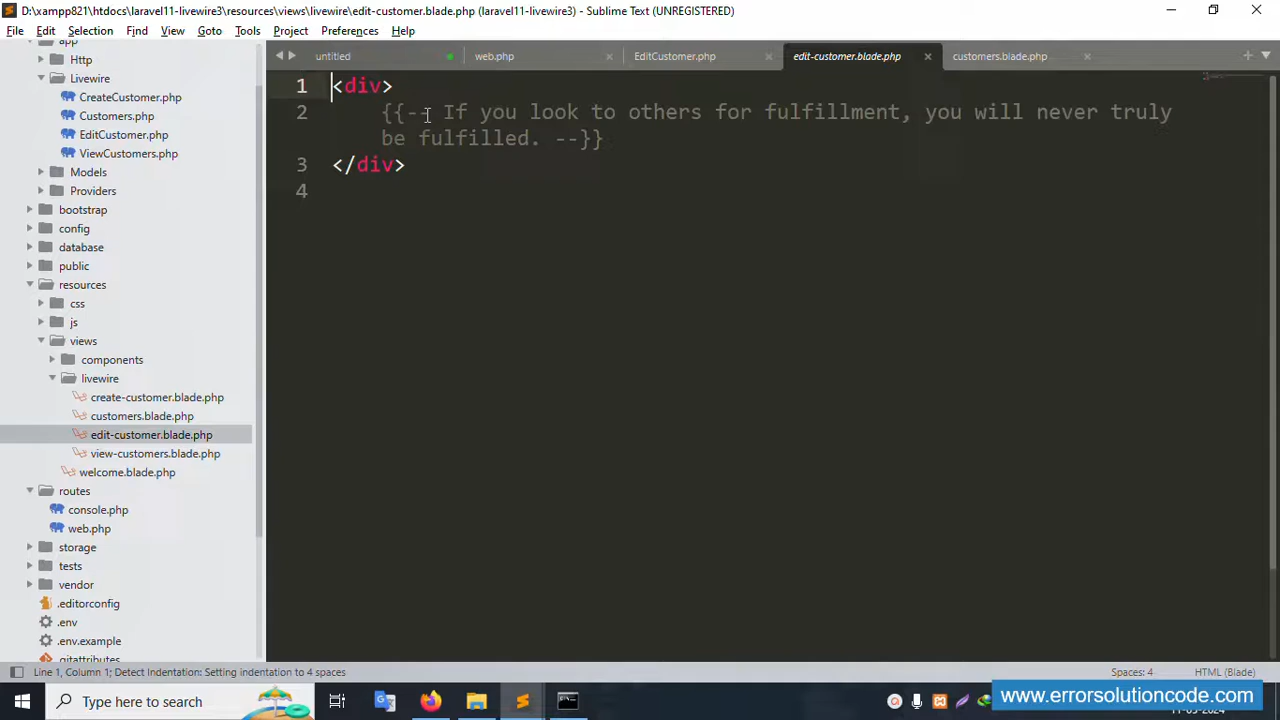 D:\xampp821\htdocs\laravel11-livewire3\resources\views\livewire\edit-customer.blade.php (laravel11-livewire3) - Sublime Text (UNREGISTERED)
File Edit Selection Find View Goto Tools Project Preferences Help
untitled web.php EditCustomer.php edit-customer.blade.php customers.blade.php
app
Http
Livewire
CreateCustomer.php
Customers.php
EditCustomer.php
ViewCustomers.php
Models
Providers
bootstrap
config
database
public
resources
css
js
views
components
livewire
create-customer.blade.php
customers.blade.php
edit-customer.blade.php
view-customers.blade.php
welcome.blade.php
routes
console.php
web.php
storage
tests
vendor
.editorconfig
.env
.env.example
.gitattributes
1 <div>
2 {{-- If you look to others for fulfillment, you will never truly
be fulfilled. --}}
3 </div>
4
Line 1, Column 1; Detect Indentation: Setting indentation to 4 spaces Spaces: 4 HTML (Blade)
Type here to search
www.errorsolutioncode.com